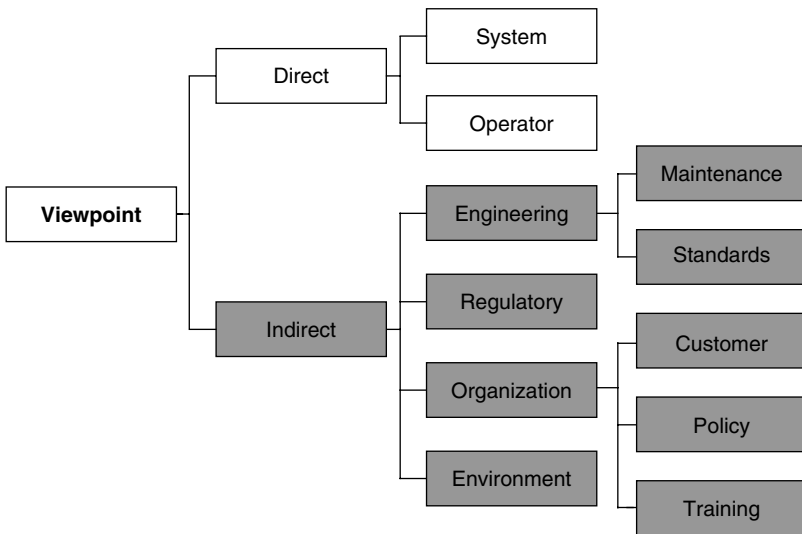 System
Direct
Operator
Maintenance
Viewpoint
Engineering
Standards
Indirect
Regulatory
Customer
Organization
Policy
Environment
Training